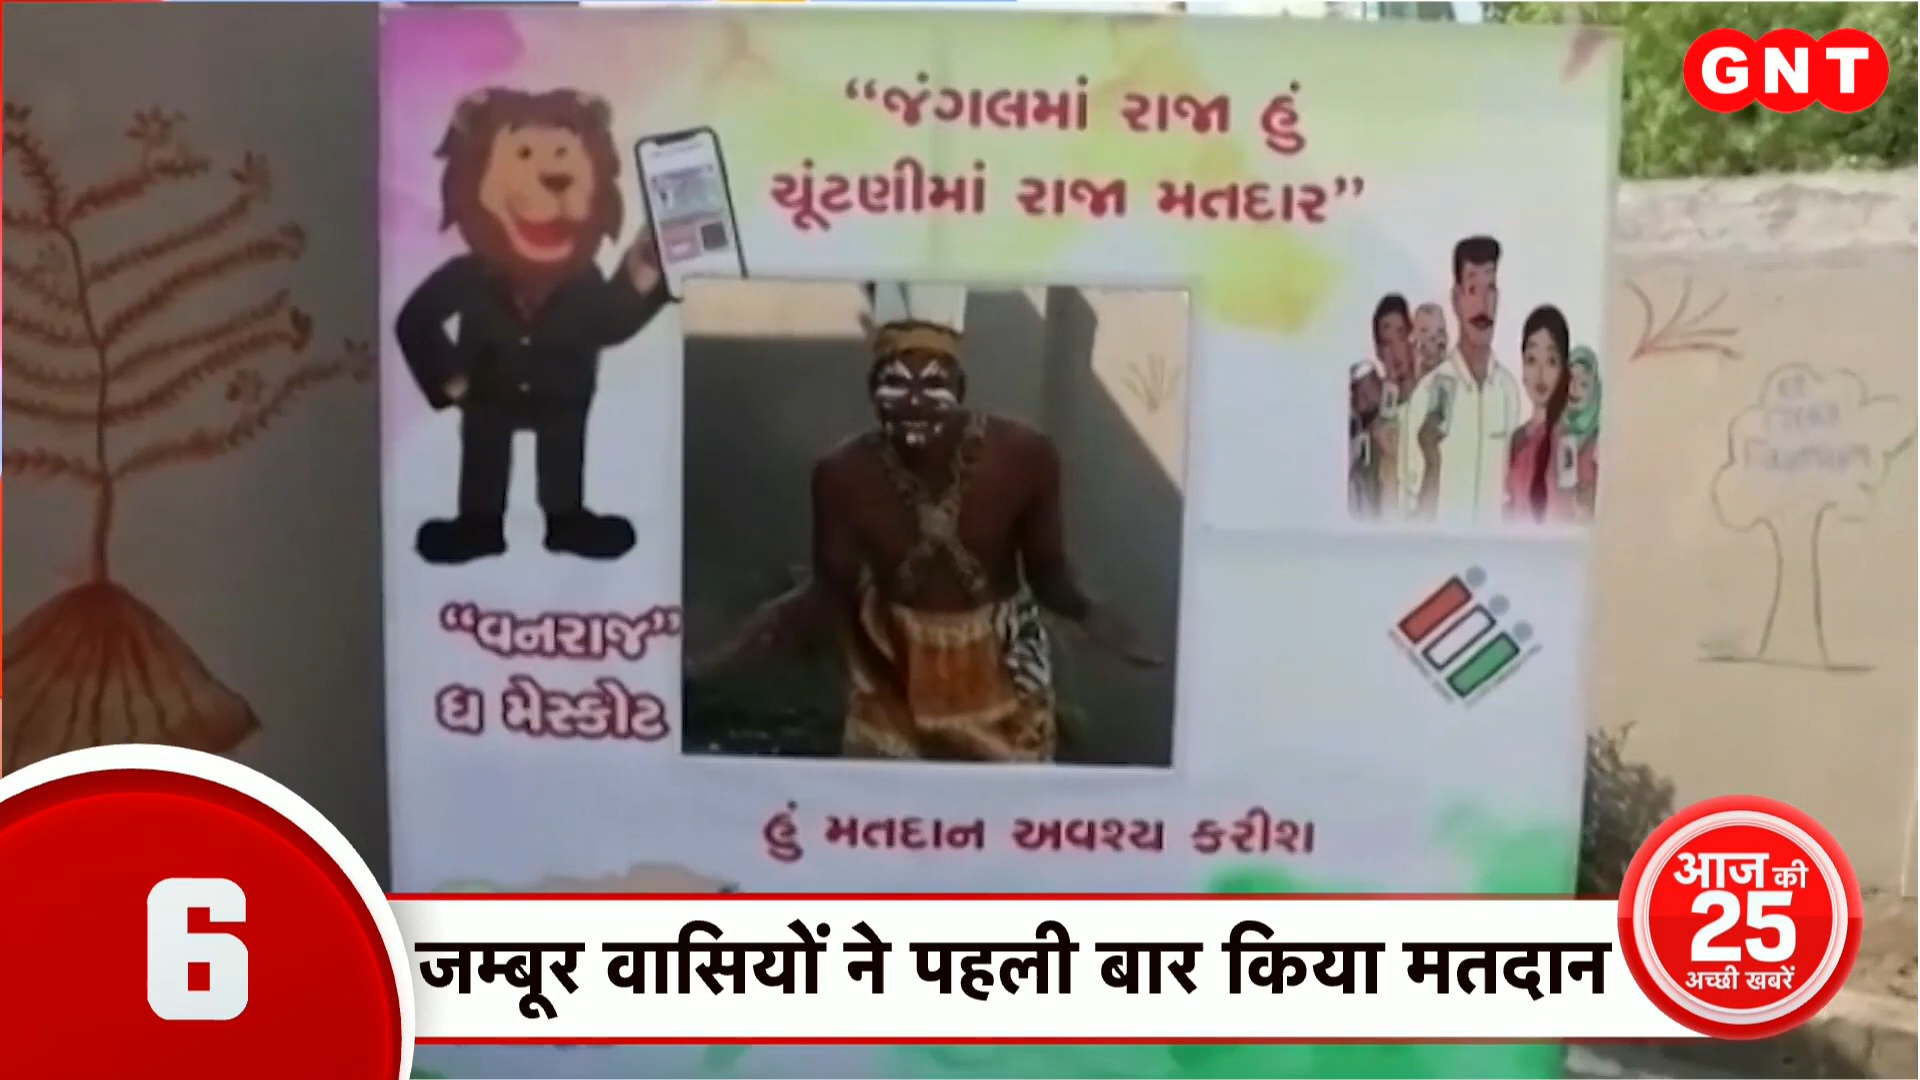 GNT
“જંગલમાં રાજા હું
ચૂંટણીમાં રાજા મતદાર”
“વનરાજ”
ધ મેસ્કોટ
હું મતદાન અવશ્ય કરીશ
6
जम्बूर वासियों ने पहली बार किया मतदान
आज की
25
अच्छी खबरें